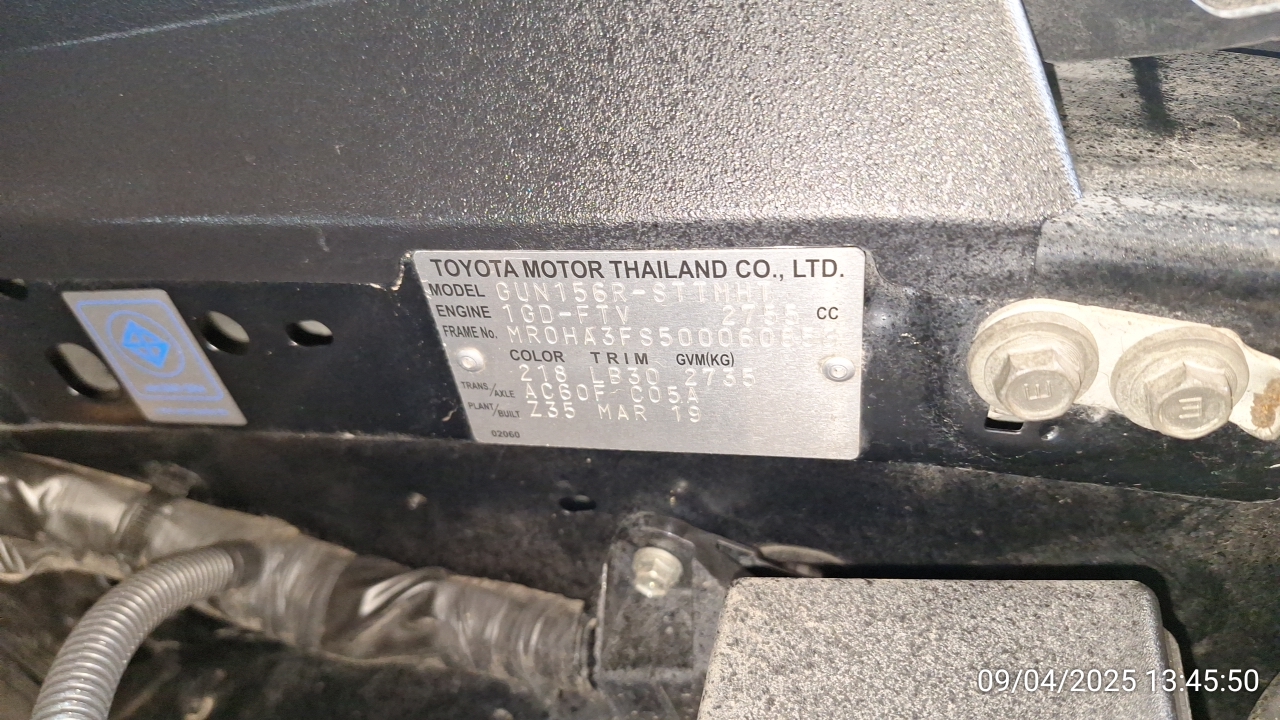 TOYOTA MOTOR THAILAND CO., LTD.
MODEL GUN156R-STTHHT
ENGINE 1GD-FTV 2755 CC
FRAME No.
COLOR TRIM GVM(KG)
218 LB30 2735
TRANS/AXLE AC60F C05A
PLANT/BUILT Z35 MAR 19
02060
E
E
09/04/2025 13:45:50